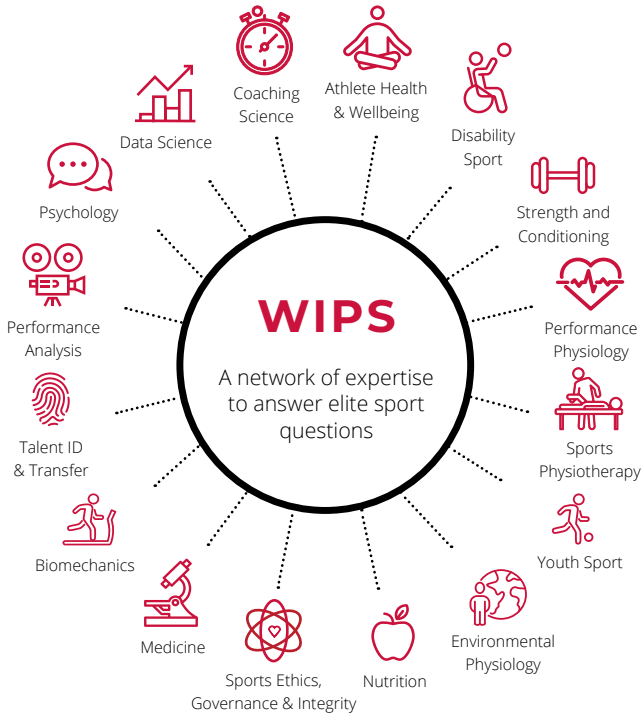 WIPS
A network of expertise
to answer elite sport
questions
Coaching
Science
Athlete Health
& Wellbeing
Disability
Sport
Strength and
Conditioning
Performance
Physiology
Sports
Physiotherapy
Youth Sport
Environmental
Physiology
Nutrition
Sports Ethics,
Governance & Integrity
Medicine
Biomechanics
Talent ID
& Transfer
Performance
Analysis
Psychology
Data Science